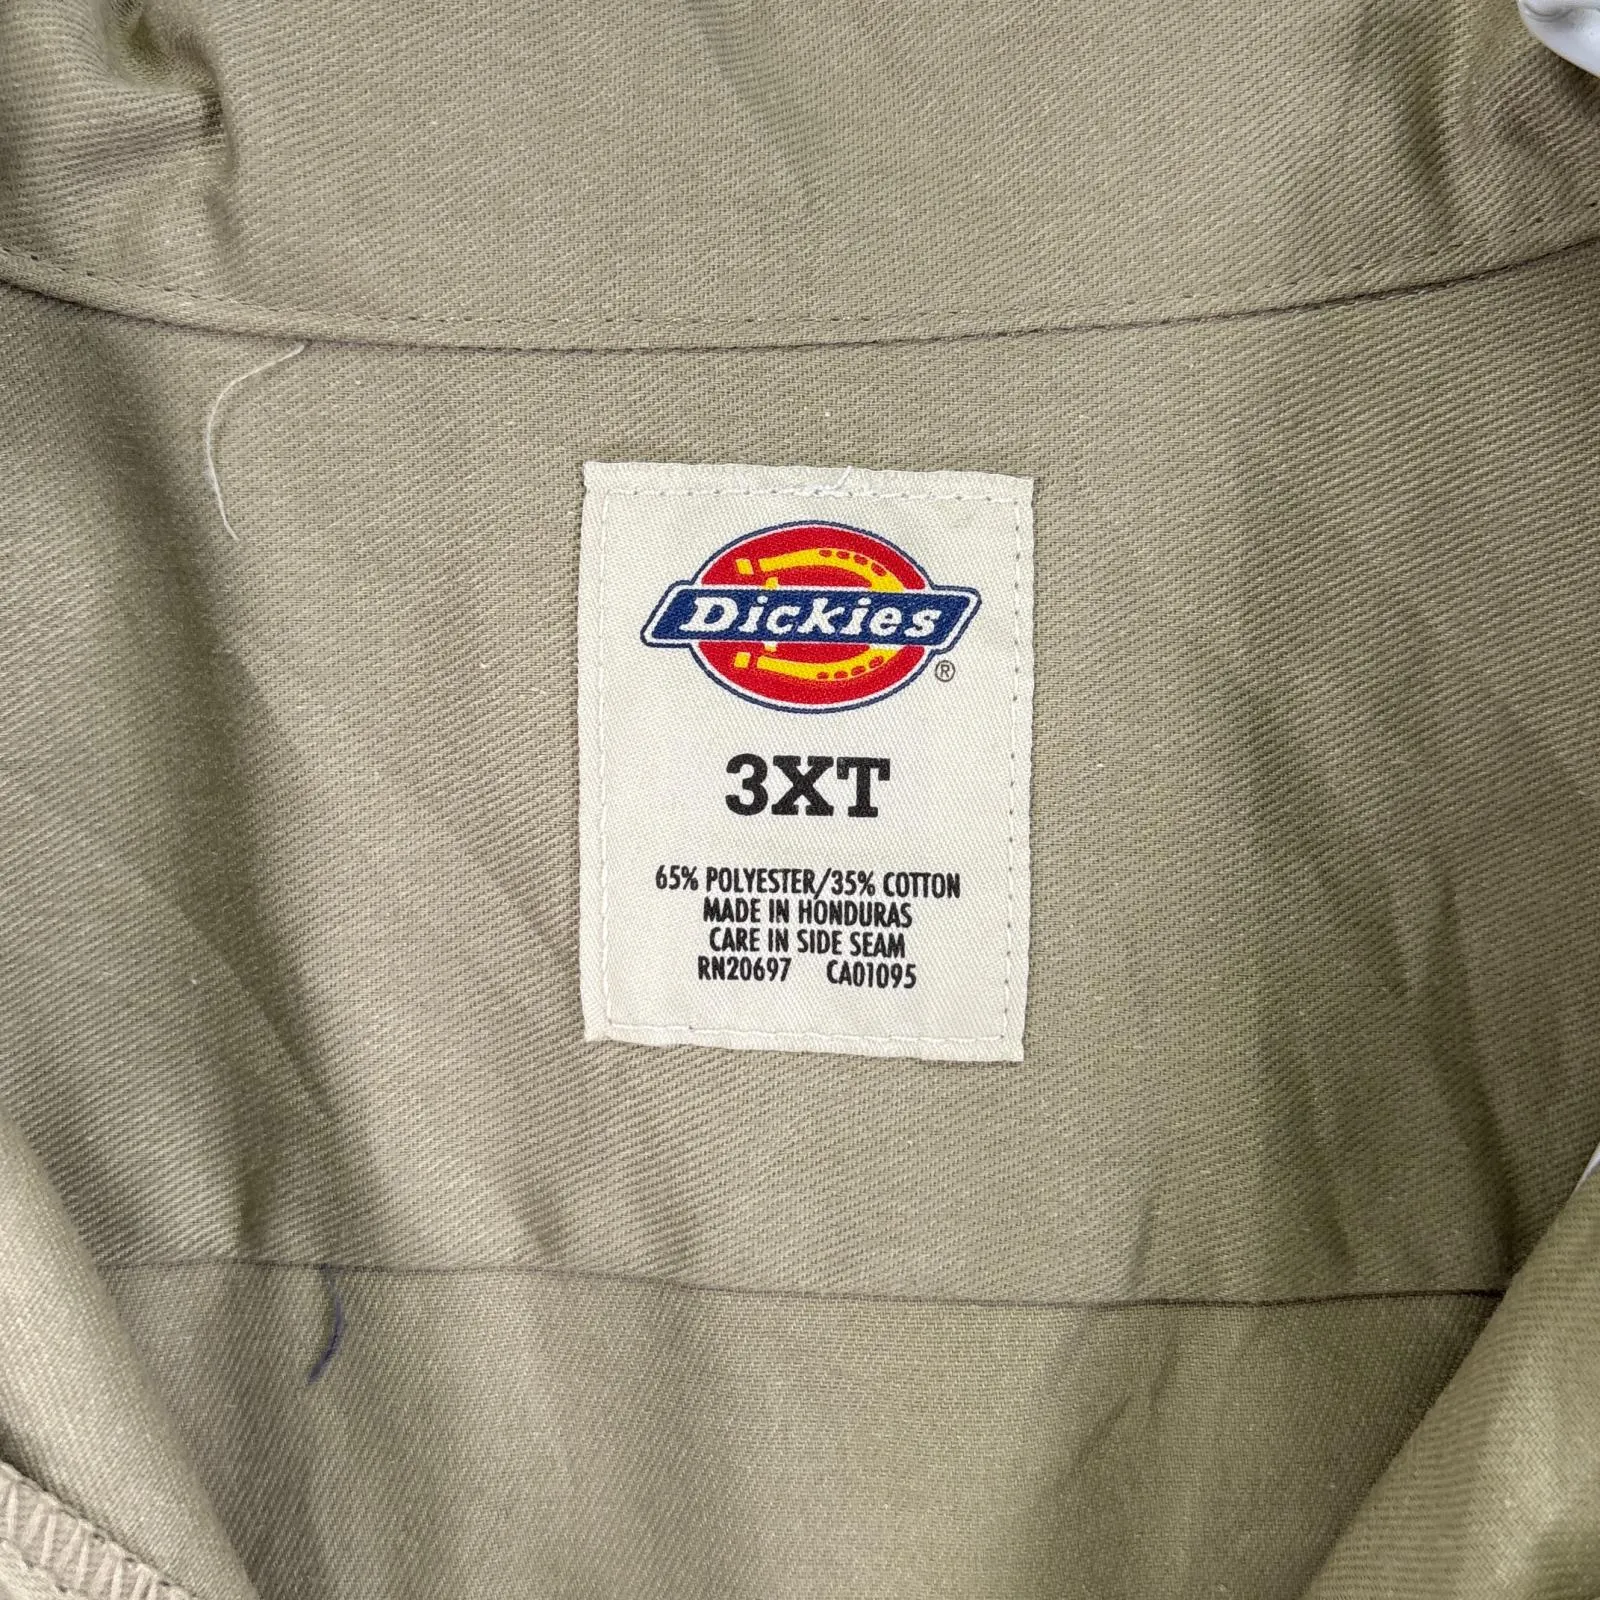 Dickies
®
3XT
65% POLYESTER/35% COTTON
MADE IN HONDURAS
CARE IN SIDE SEAM
RN20697 CA01095